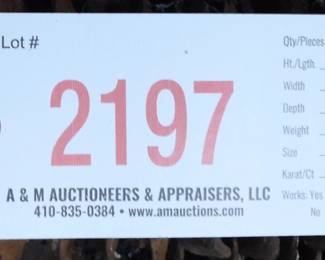 Lot #
2197
A & M AUCTIONEERS & APPRAISERS, LLC
410-835-0384 • www.amauctions.com
Qty/Pieces
Ht./Lgth.
Width
Depth
Weight
Size
Karat/Ct
Works: Yes
No